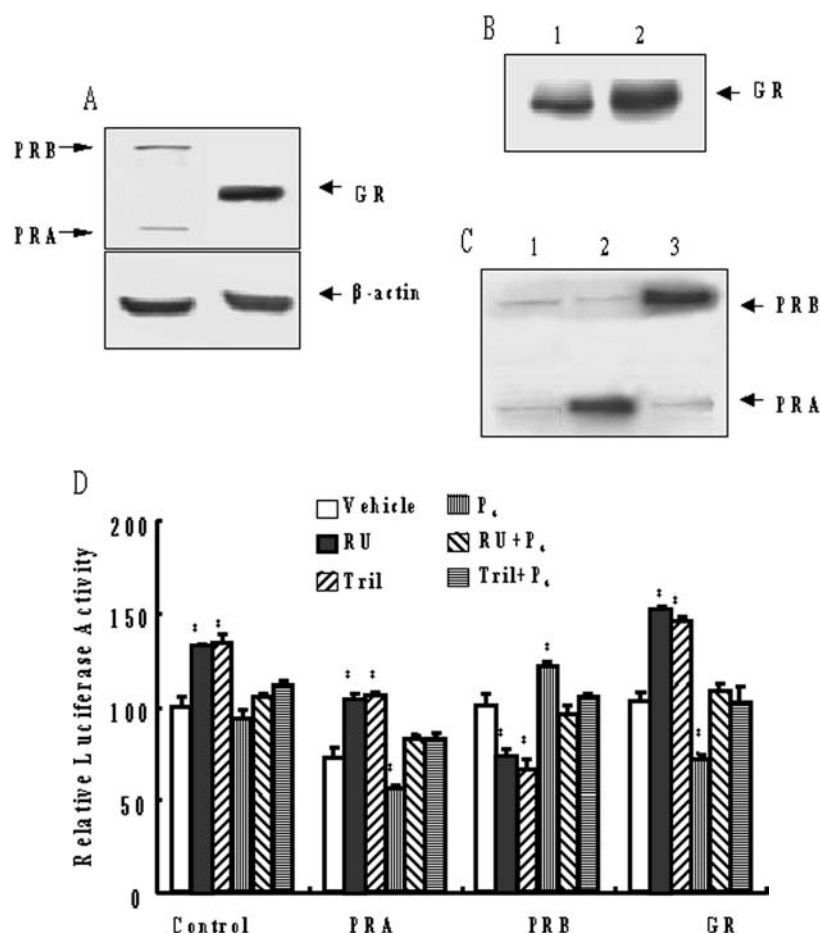 A
PRB
GR
PRA
β-actin
B
1 2
GR
C
1 2 3
PRB
PRA
D
Vehicle
RU
Tril
P₄
RU+P₄
Tril+P₄
Relative Luciferase Activity
200
150
100
50
0
‡ ‡ ‡ ‡ ‡ ‡ ‡ ‡ ‡ ‡ ‡
Control PRA PRB GR